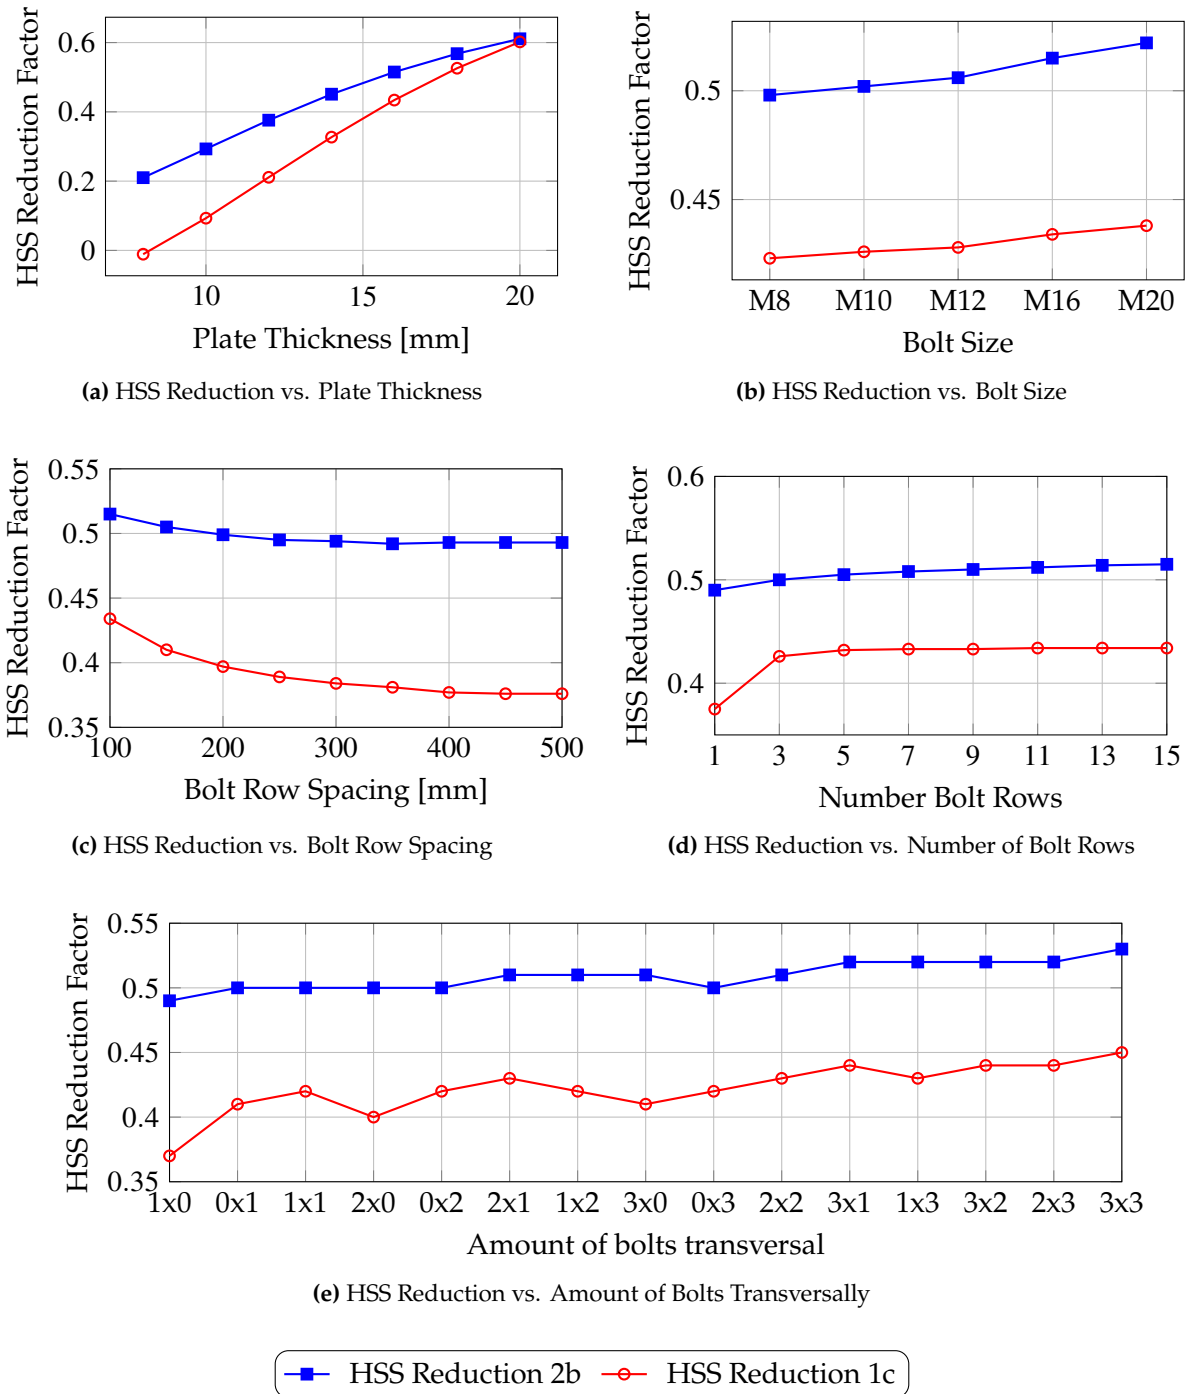 HSS Reduction Factor
0.6
0.4
0.2
0
10 15 20
Plate Thickness [mm]
(a) HSS Reduction vs. Plate Thickness
HSS Reduction Factor
0.5
0.45
M8 M10 M12 M16 M20
Bolt Size
(b) HSS Reduction vs. Bolt Size
HSS Reduction Factor
0.55
0.5
0.45
0.4
0.35
100 200 300 400 500
Bolt Row Spacing [mm]
(c) HSS Reduction vs. Bolt Row Spacing
HSS Reduction Factor
0.6
0.5
0.4
1 3 5 7 9 11 13 15
Number Bolt Rows
(d) HSS Reduction vs. Number of Bolt Rows
HSS Reduction Factor
0.55
0.5
0.45
0.4
0.35
1x0 0x1 1x1 2x0 0x2 2x1 1x2 3x0 0x3 2x2 3x1 1x3 3x2 2x3 3x3
Amount of bolts transversal
(e) HSS Reduction vs. Amount of Bolts Transversally
HSS Reduction 2b HSS Reduction 1c